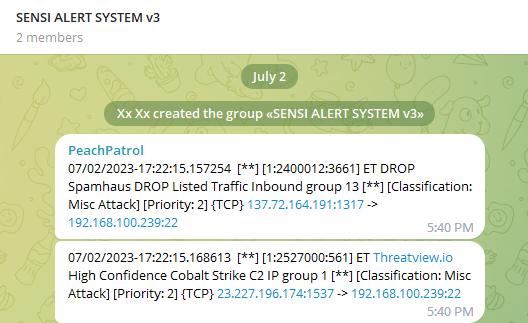 SENSI ALERT SYSTEM v3
2 members
July 2
Xx Xx created the group «SENSI ALERT SYSTEM v3»
PeachPatrol
07/02/2023-17:22:15.157254 [**] [1:2400012:3661] ET DROP
Spamhaus DROP Listed Traffic Inbound group 13 [**] [Classification:
Misc Attack] [Priority: 2] {TCP} 137.72.164.191:1317 ->
192.168.100.239:22
5:40 PM
07/02/2023-17:22:15.168613 [**] [1:2527000:561] ET Threatview.io
High Confidence Cobalt Strike C2 IP group 1 [**] [Classification: Misc
Attack] [Priority: 2] {TCP} 23.227.196.174:1537 -> 192.168.100.239:22
5:40 PM